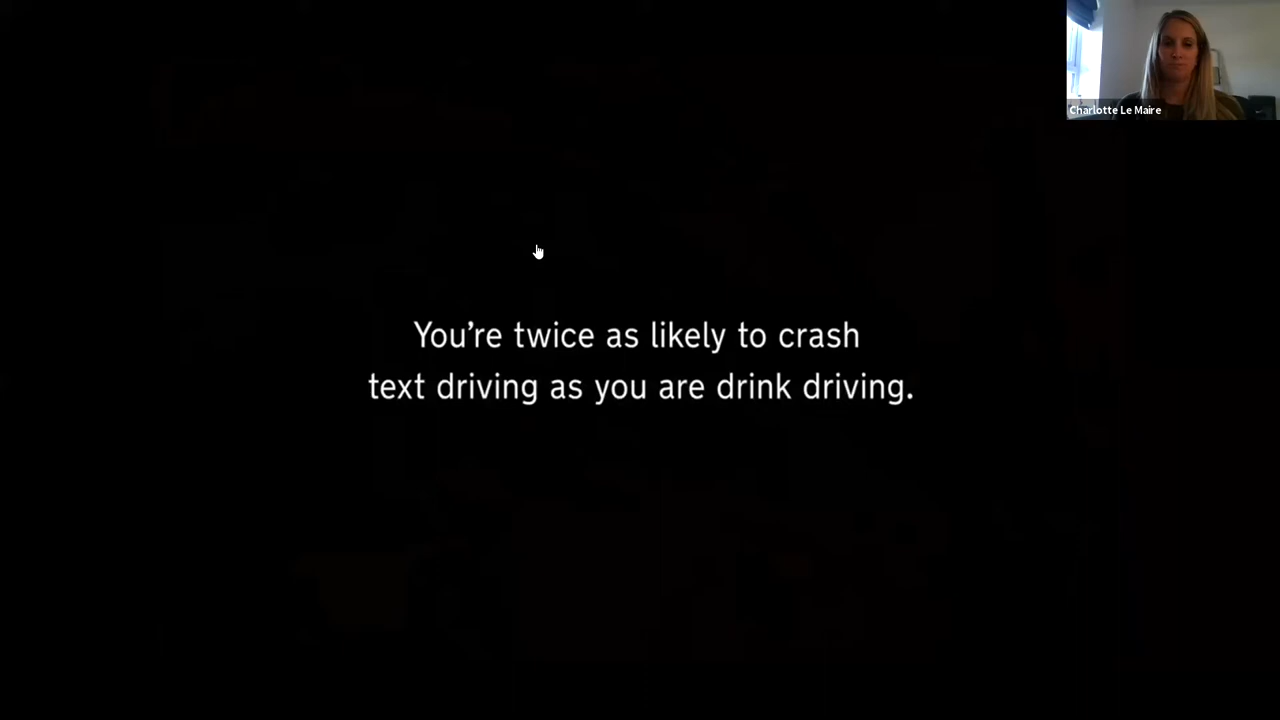 Charlotte Le Maire
You're twice as likely to crash
text driving as you are drink driving.